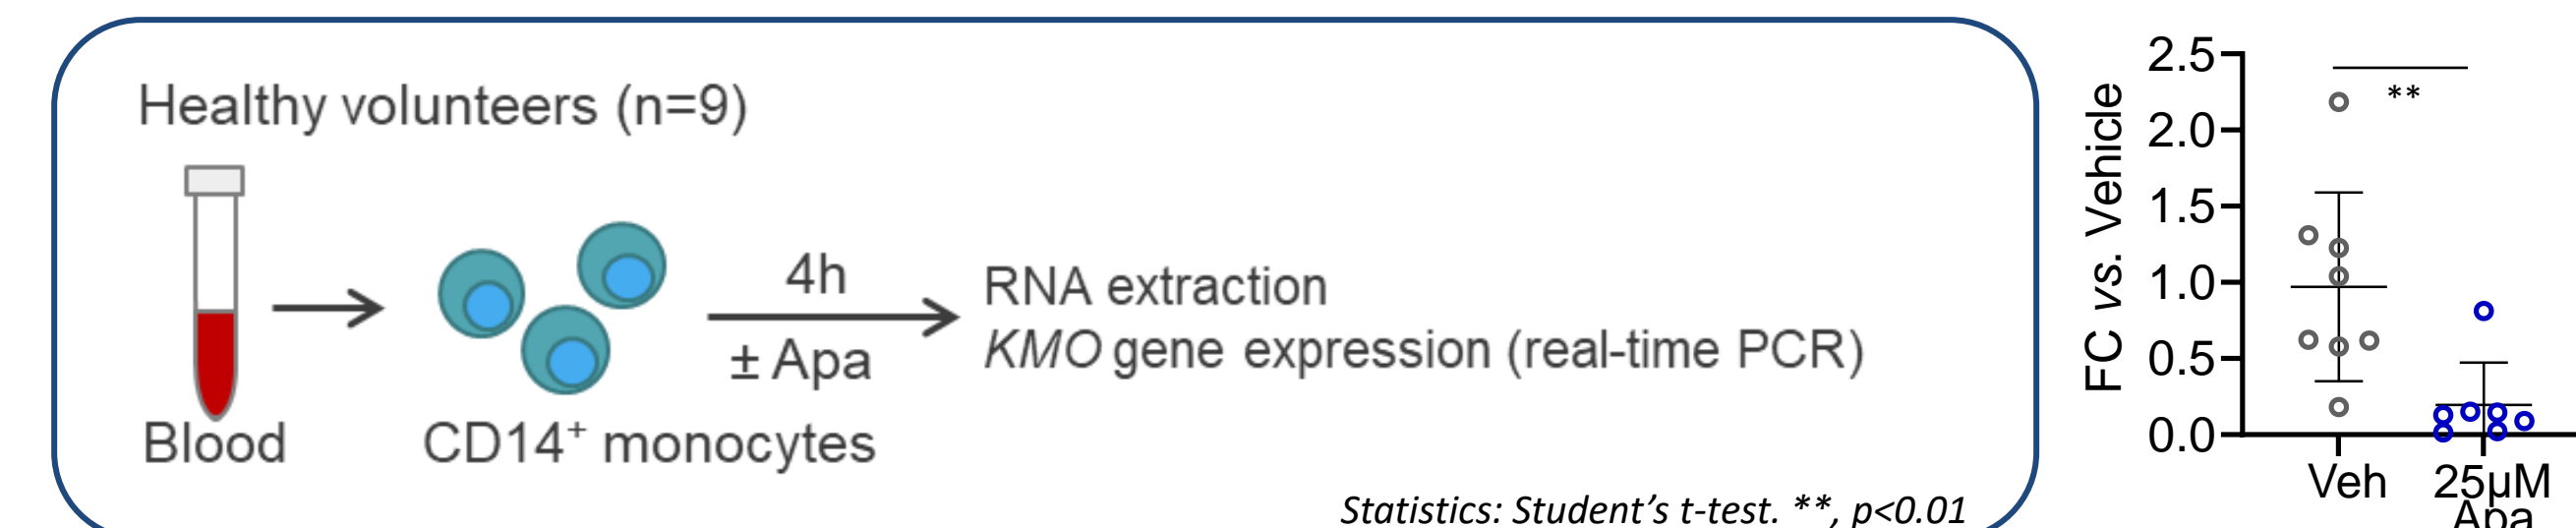 Healthy volunteers (n=9)
Blood
CD14⁺ monocytes
4h
± Apa
RNA extraction
KMO gene expression (real-time PCR)
Statistics: Student’s t-test. **, p<0.01
FC vs. Vehicle
2.5
2.0
1.5
1.0
0.5
0.0
**
Veh
25µM
Apa